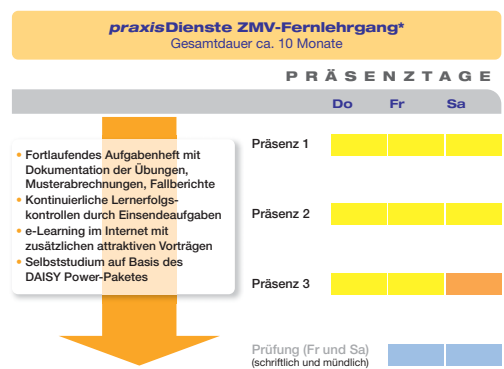 praxisDienste ZMV-Fernlehrgang*
Gesamtdauer ca. 10 Monate
PRÄSENZTAGE
Do Fr Sa
• Fortlaufendes Aufgabenheft mit
Dokumentation der Übungen,
Musterabrechnungen, Fallberichte
• Kontinuierliche Lernerfolgs-
kontrollen durch Einsendeaufgaben
• e-Learning im Internet mit
zusätzlichen attraktiven Vorträgen
• Selbststudium auf Basis des
DAISY Power-Paketes
Präsenz 1
Präsenz 2
Präsenz 3
Prüfung (Fr und Sa)
(schriftlich und mündlich)